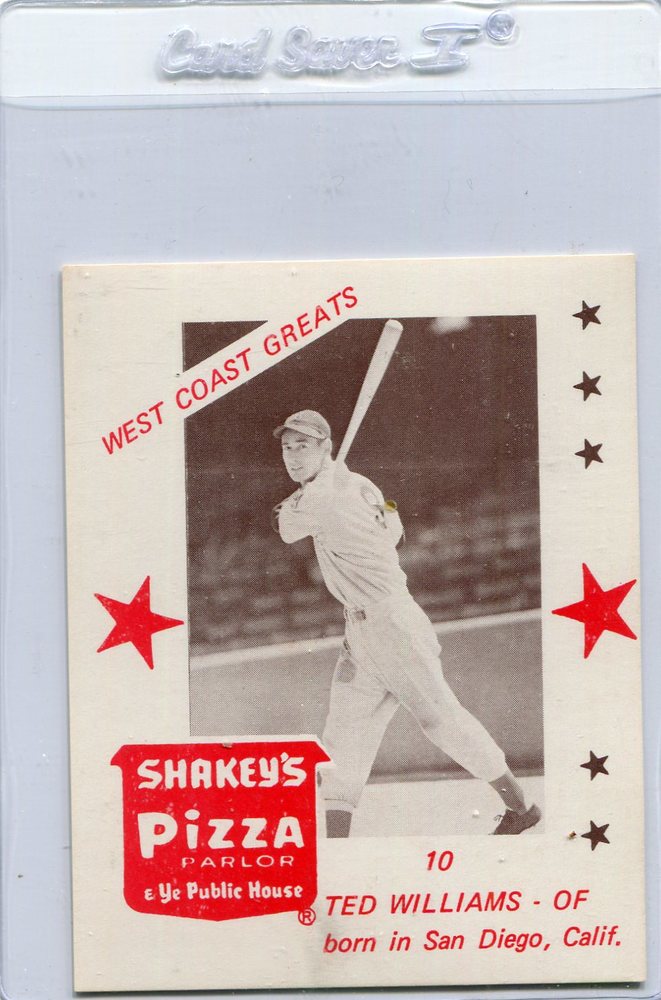 Card Saver I®
WEST COAST GREATS
SHAKEY'S
PIZZA
PARLOR
& Ye Public House
®
10
TED WILLIAMS - OF
born in San Diego, Calif.